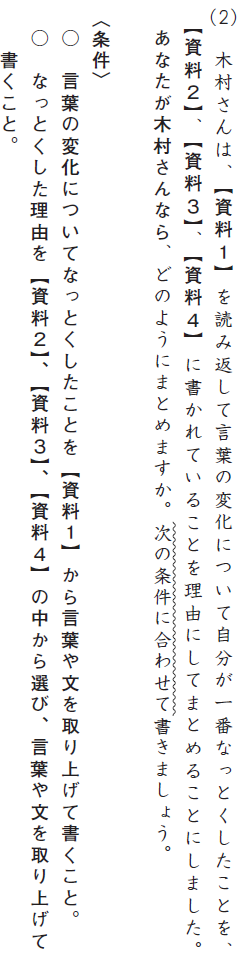 (2) 木村さんは、【資料1】を読み返して言葉の変化について自分が一番なっとくしたことを、
【資料2】、【資料3】、【資料4】に書かれていることを理由にしてまとめることにしました。
あなたが木村さんなら、どのようにまとめますか。次の条件に合わせて書きましょう。
〈条件〉
○ 言葉の変化についてなっとくしたことを【資料1】から言葉や文を取り上げて書くこと。
○ なっとくした理由を【資料2】、【資料3】、【資料4】の中から選び、言葉や文を取り上げて
書くこと。